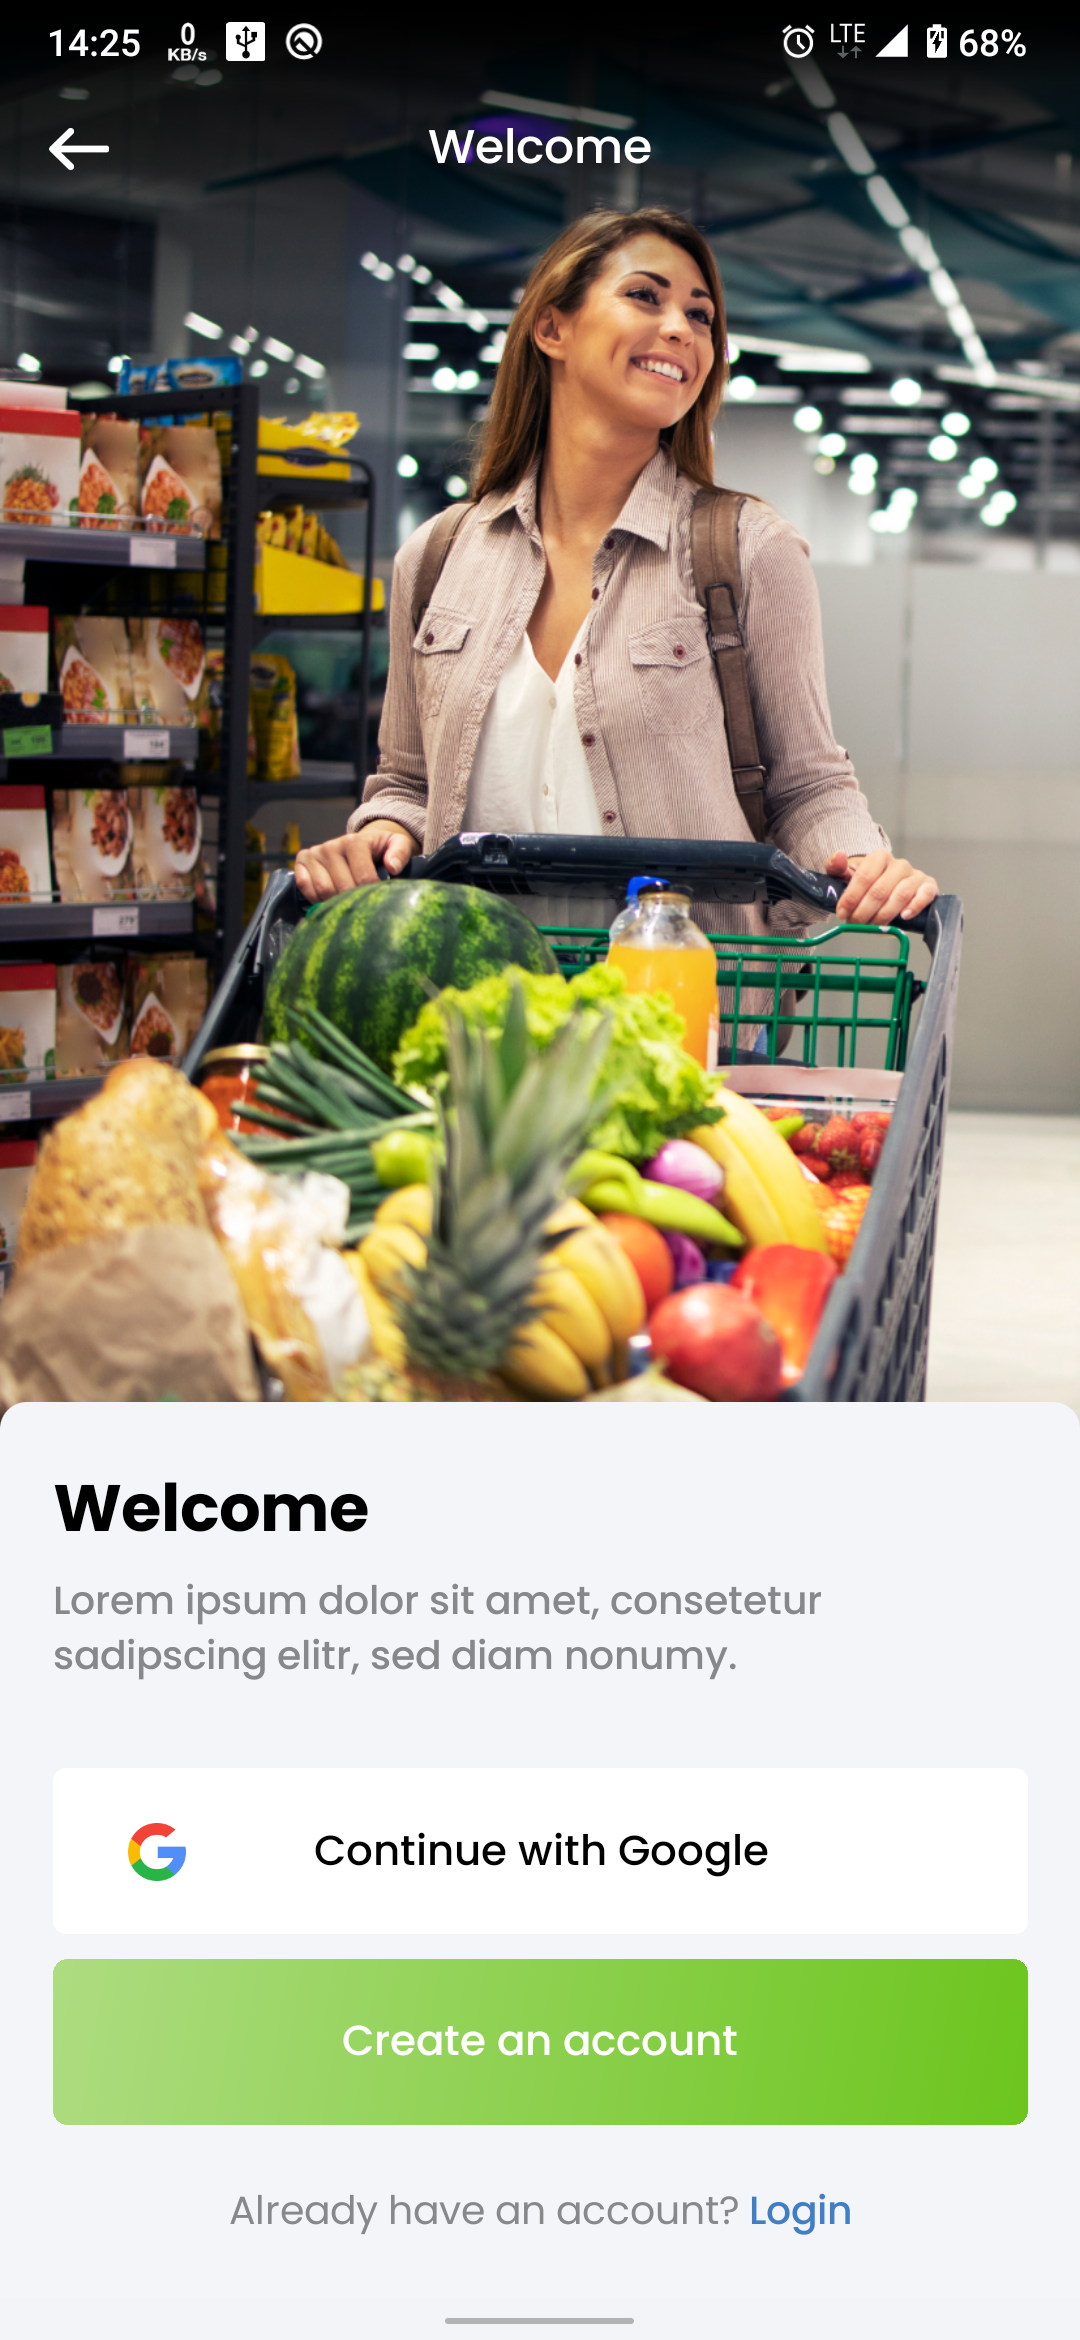 14:25 0 KB/s LTE 68%
Welcome
Welcome
Lorem ipsum dolor sit amet, consetetur
sadipscing elitr, sed diam nonumy.
Continue with Google
Create an account
Already have an account? Login